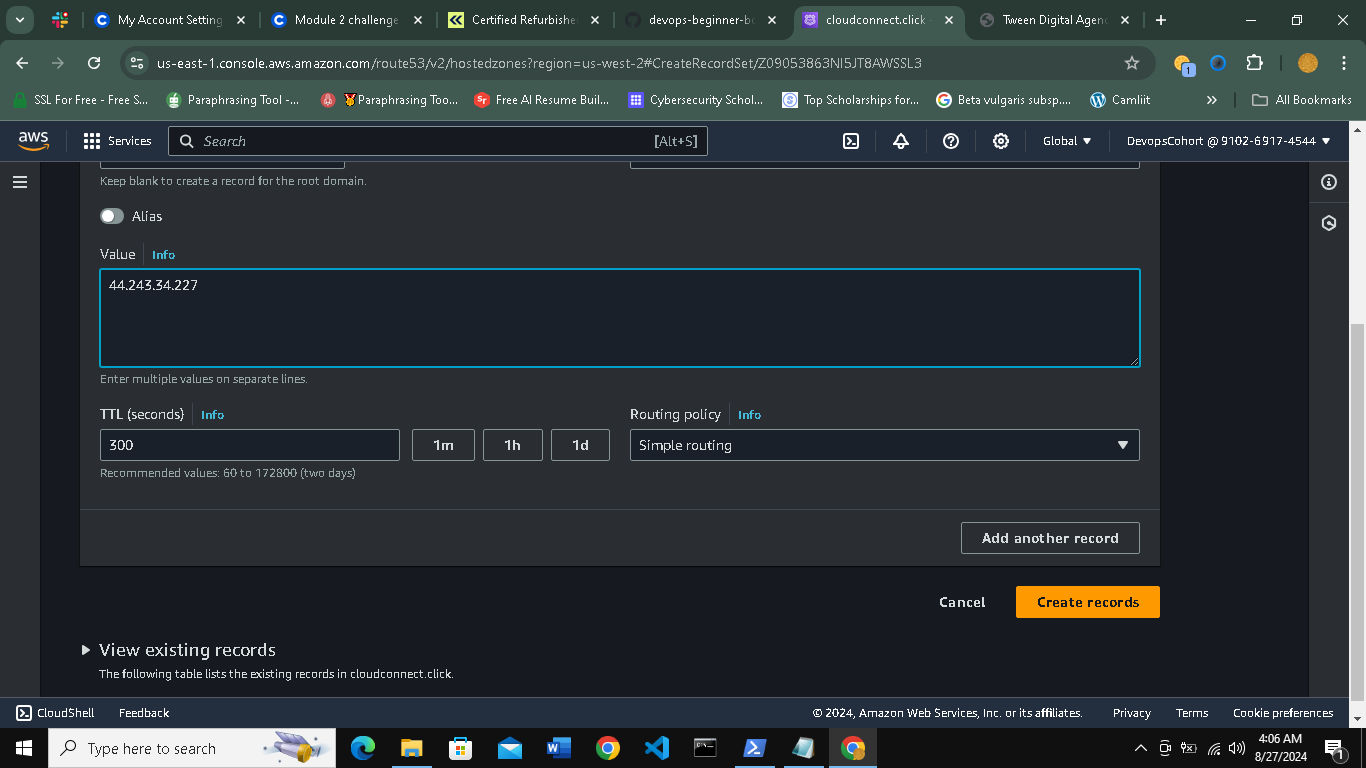 My Account Setting
Module 2 challenge
Certified Refurbishe
devops-beginner-bo
cloudconnect.click -
Tween Digital Agen
us-east-1.console.aws.amazon.com/route53/v2/hostedzones?region=us-west-2#CreateRecordSet/Z09053863NI5JT8AWSSL3
1
SSL For Free - Free S...
Paraphrasing Tool -...
Paraphrasing Too...
Free AI Resume Buil...
Cybersecurity Schol...
Top Scholarships for...
Beta vulgaris subsp....
Camliit
All Bookmarks
aws
Services
Search
[Alt+S]
Global
DevopsCohort @ 9102-6917-4544
Keep blank to create a record for the root domain.
Alias
Value
Info
44.243.34.227
Enter multiple values on separate lines.
TTL (seconds)
Info
Routing policy
Info
300
1m
1h
1d
Simple routing
Recommended values: 60 to 172800 (two days)
Add another record
Cancel
Create records
View existing records
The following table lists the existing records in cloudconnect.click.
CloudShell
Feedback
© 2024, Amazon Web Services, Inc. or its affiliates.
Privacy
Terms
Cookie preferences
Type here to search
4:06 AM
8/27/2024
1